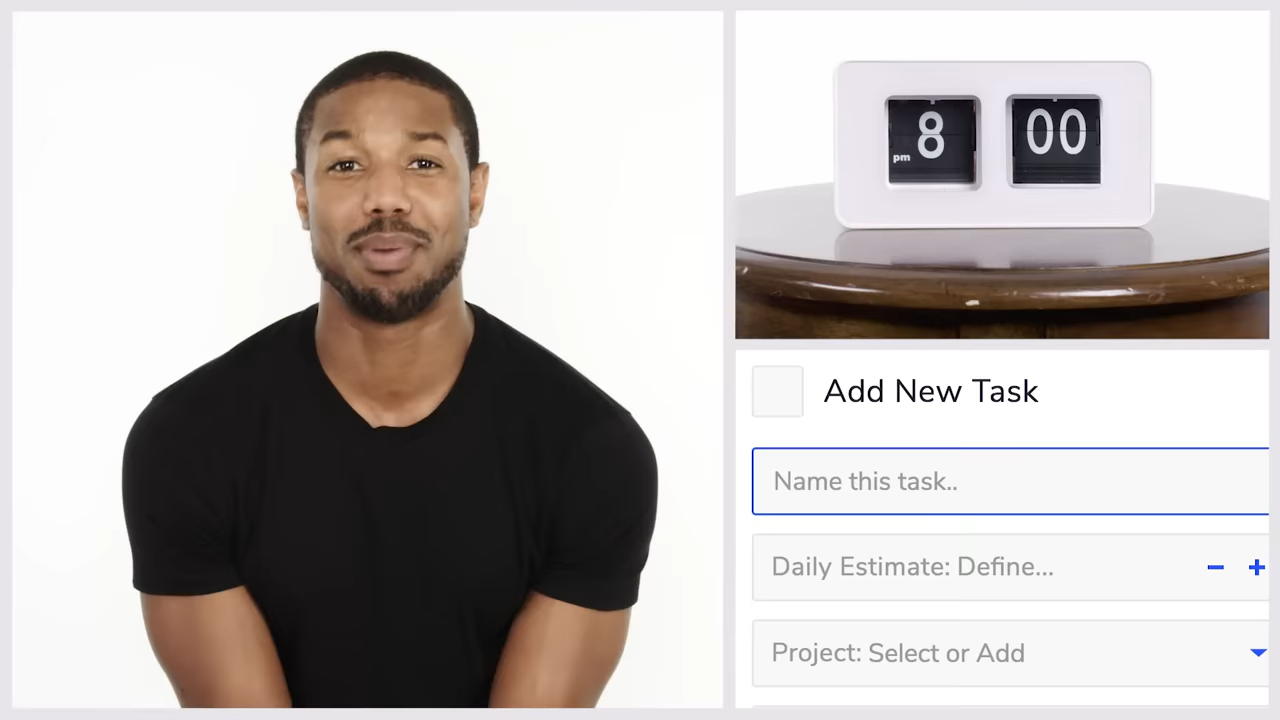 pm 8 00
Add New Task
Name this task..
Daily Estimate: Define...
Project: Select or Add